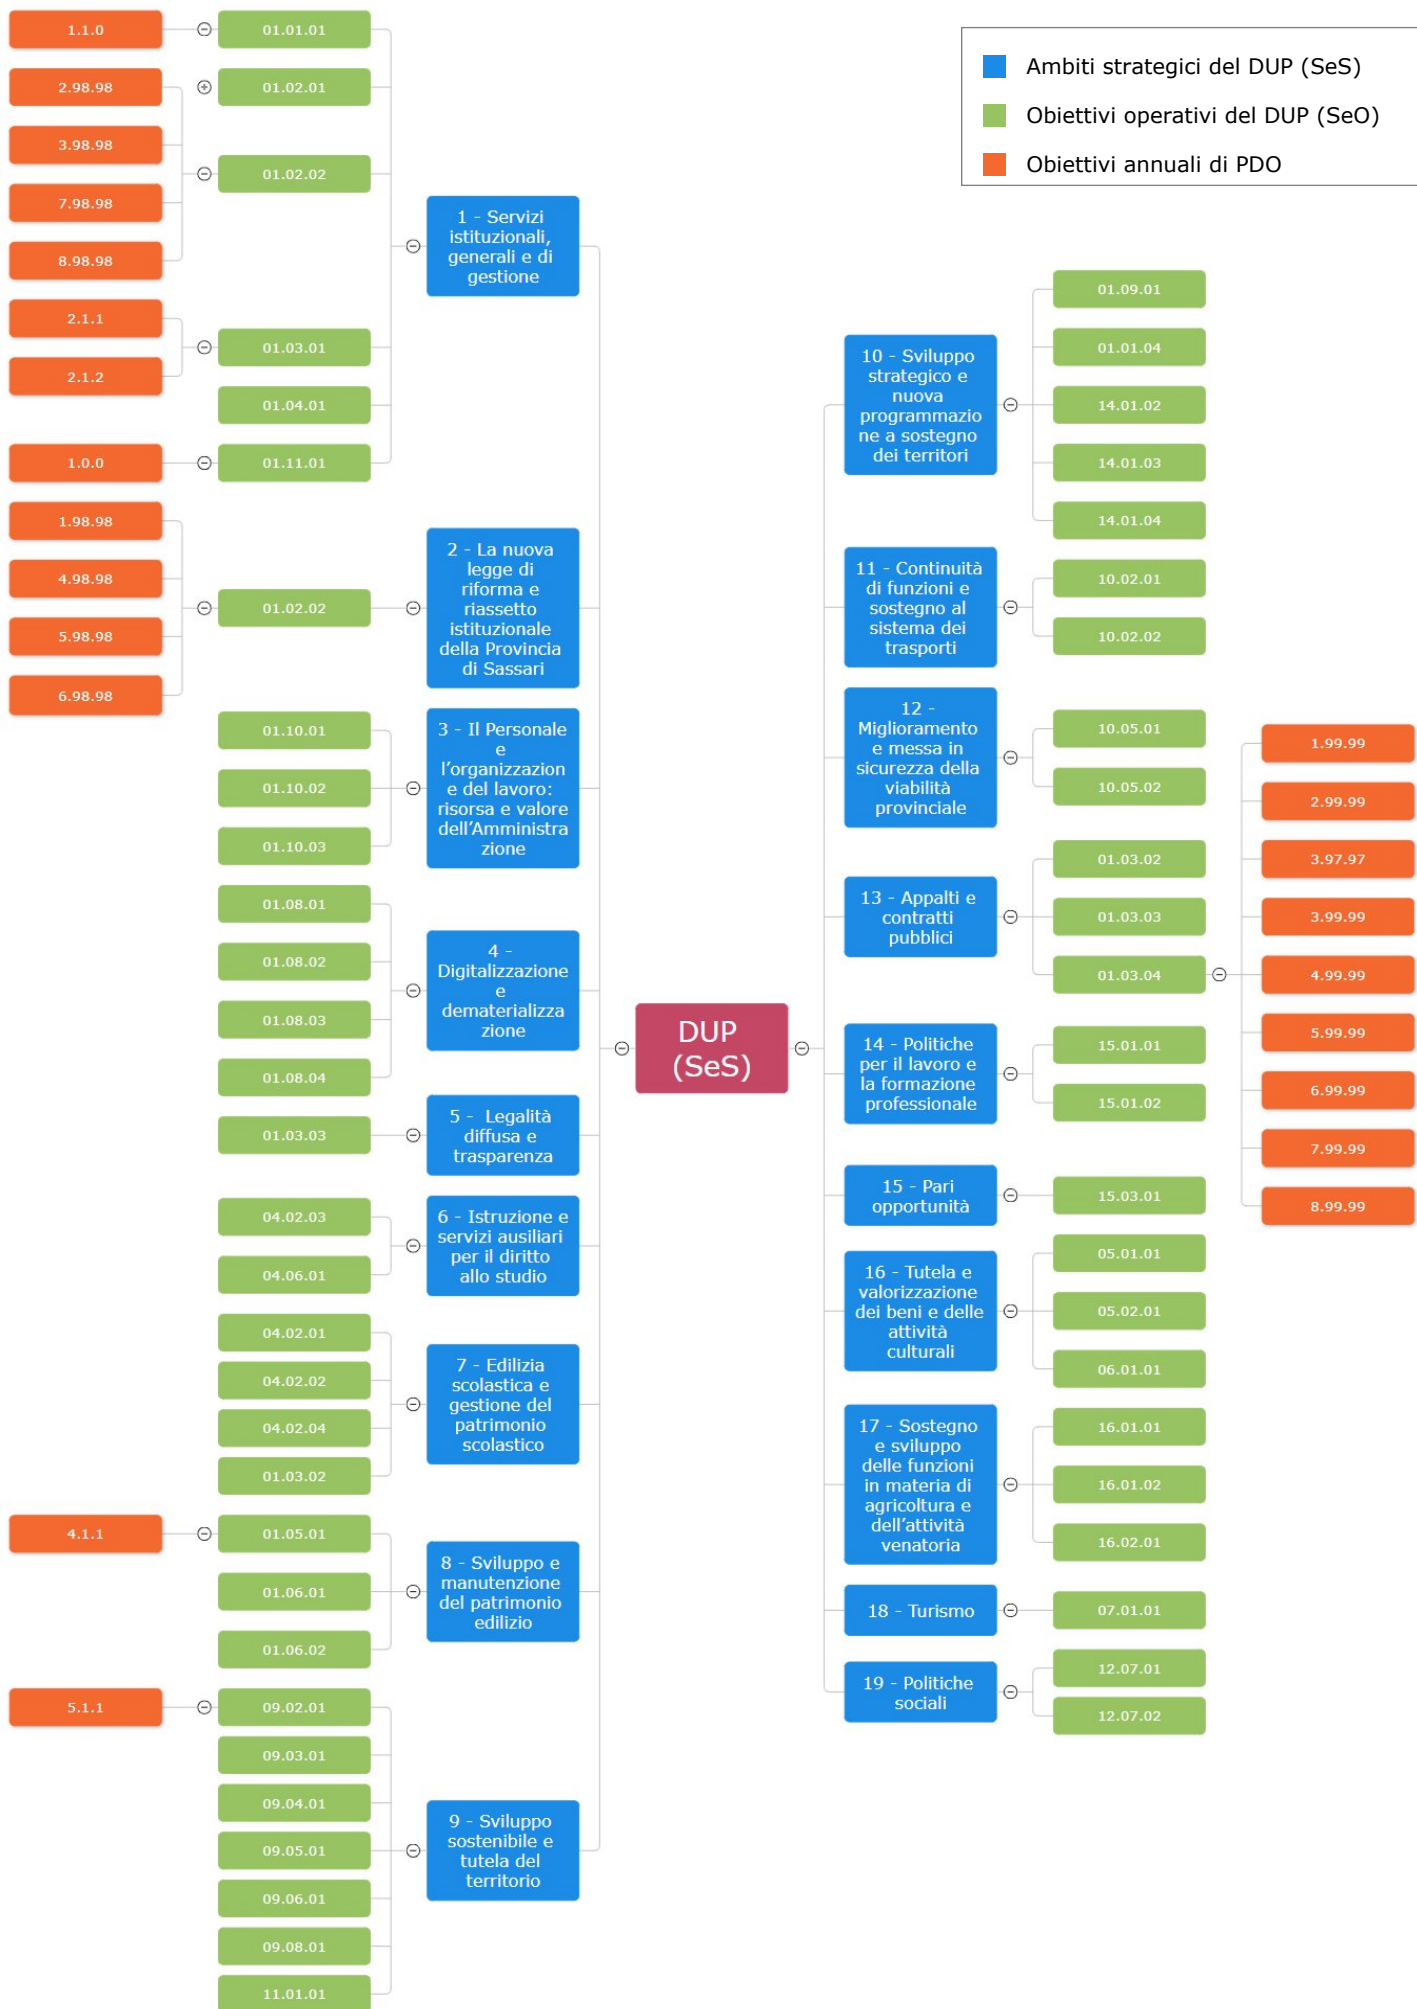 1.1.0
01.01.01
2.98.98
01.02.01
3.98.98
01.02.02
7.98.98
8.98.98
1 - Servizi
istituzionali,
generali e di
gestione
2.1.1
01.03.01
2.1.2
01.04.01
1.0.0
01.11.01
1.98.98
4.98.98
01.02.02
5.98.98
6.98.98
2 - La nuova
legge di
riforma e
riassetto
istituzionale
della Provincia
di Sassari
01.10.01
01.10.02
01.10.03
3 - Il Personale
e
l'organizzazion
e del lavoro:
risorsa e valore
dell'Amministra
zione
01.08.01
01.08.02
01.08.03
01.08.04
4 -
Digitalizzazione
e
dematerializza
zione
01.03.03
5 - Legalità
diffusa e
trasparenza
04.02.03
04.06.01
6 - Istruzione e
servizi ausiliari
per il diritto
allo studio
04.02.01
04.02.02
04.02.04
01.03.02
7 - Edilizia
scolastica e
gestione del
patrimonio
scolastico
4.1.1
01.05.01
01.06.01
01.06.02
8 - Sviluppo e
manutenzione
del patrimonio
edilizio
5.1.1
09.02.01
09.03.01
09.04.01
09.05.01
09.06.01
09.08.01
11.01.01
9 - Sviluppo
sostenibile e
tutela del
territorio
DUP
(SeS)
Ambiti strategici del DUP (SeS)
Obiettivi operativi del DUP (SeO)
Obiettivi annuali di PDO
10 - Sviluppo
strategico e
nuova
programmazio
ne a sostegno
dei territori
01.09.01
01.01.04
14.01.02
14.01.03
14.01.04
11 - Continuità
di funzioni e
sostegno al
sistema dei
trasporti
10.02.01
10.02.02
12 -
Miglioramento
e messa in
sicurezza della
viabilità
provinciale
10.05.01
10.05.02
13 - Appalti e
contratti
pubblici
01.03.02
01.03.03
01.03.04
1.99.99
2.99.99
3.97.97
3.99.99
4.99.99
5.99.99
6.99.99
7.99.99
8.99.99
14 - Politiche
per il lavoro e
la formazione
professionale
15.01.01
15.01.02
15 - Pari
opportunità
15.03.01
16 - Tutela e
valorizzazione
dei beni e delle
attività
culturali
05.01.01
05.02.01
06.01.01
17 - Sostegno
e sviluppo
delle funzioni
in materia di
agricoltura e
dell'attività
venatoria
16.01.01
16.01.02
16.02.01
18 - Turismo
07.01.01
19 - Politiche
sociali
12.07.01
12.07.02